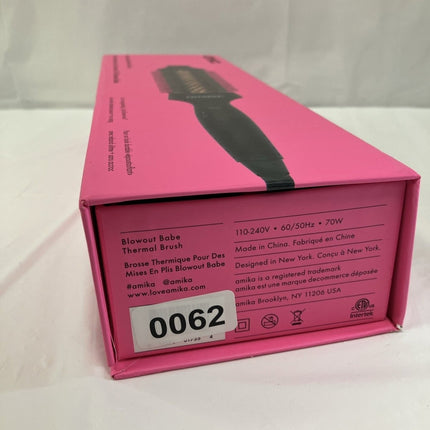 Blowout Babe
Thermal Brush
Brosse Thermique Pour Des
Mises En Plis Blowout Babe
#amika @amika
www.loveamika.com
0062
110-240V • 60/50Hz • 70W
Made in China. Fabriqué en Chine
Designed in New York. Conçu à New York.
amika is a registered trademark
amika est une marque decommerce déposée
amika Brooklyn, NY 11206 USA
Intertek